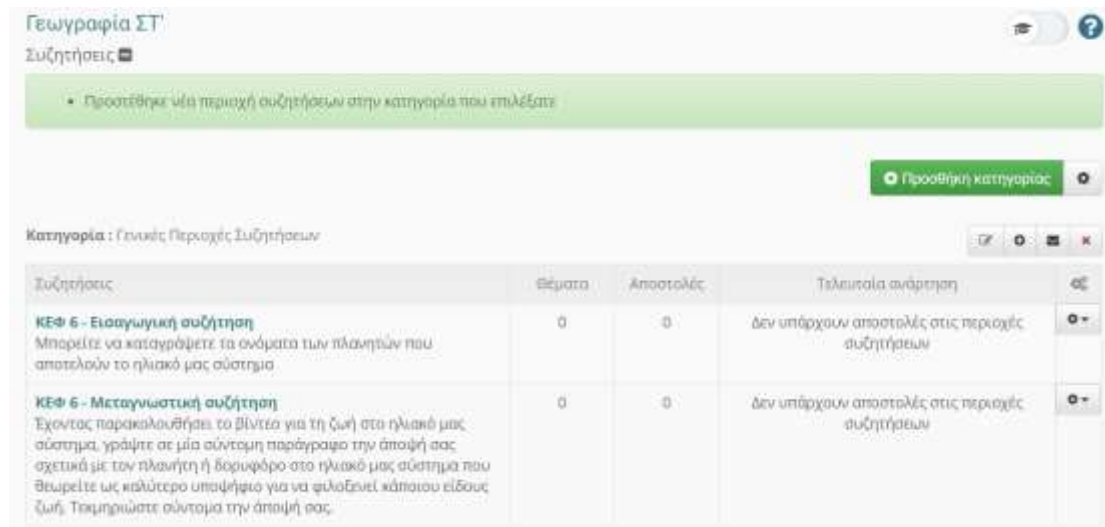 Γεωγραφία ΣΤ'
Συζητήσεις
• Προστέθηκε νέα περιοχή συζητήσεων στην κατηγορία που επιλέξατε
Προσθήκη κατηγορίας
Κατηγορία : Γενικές Περιοχές Συζητήσεων
Συζητήσεις Θέματα Αποστολές Τελευταία ανάρτηση
ΚΕΦ 6 - Εισαγωγική συζήτηση 0 0 Δεν υπάρχουν αποστολές στις περιοχές
Μπορείτε να καταγράψετε τα ονόματα των πλανητών που συζητήσεων
αποτελούν το ηλιακό μας σύστημα
ΚΕΦ 6 - Μεταγνωστική συζήτηση 0 0 Δεν υπάρχουν αποστολές στις περιοχές
Έχοντας παρακολουθήσει το βίντεο για τη ζωή στο ηλιακό μας συζητήσεων
σύστημα, γράψτε σε μία σύντομη παράγραφο την άποψή σας
σχετικά με τον πλανήτη ή δορυφόρο στο ηλιακό μας σύστημα που
θεωρείτε ως καλύτερο υποψήφιο για να φιλοξενεί κάποιου είδους
ζωή. Τεκμηριώστε σύντομα την άποψή σας.